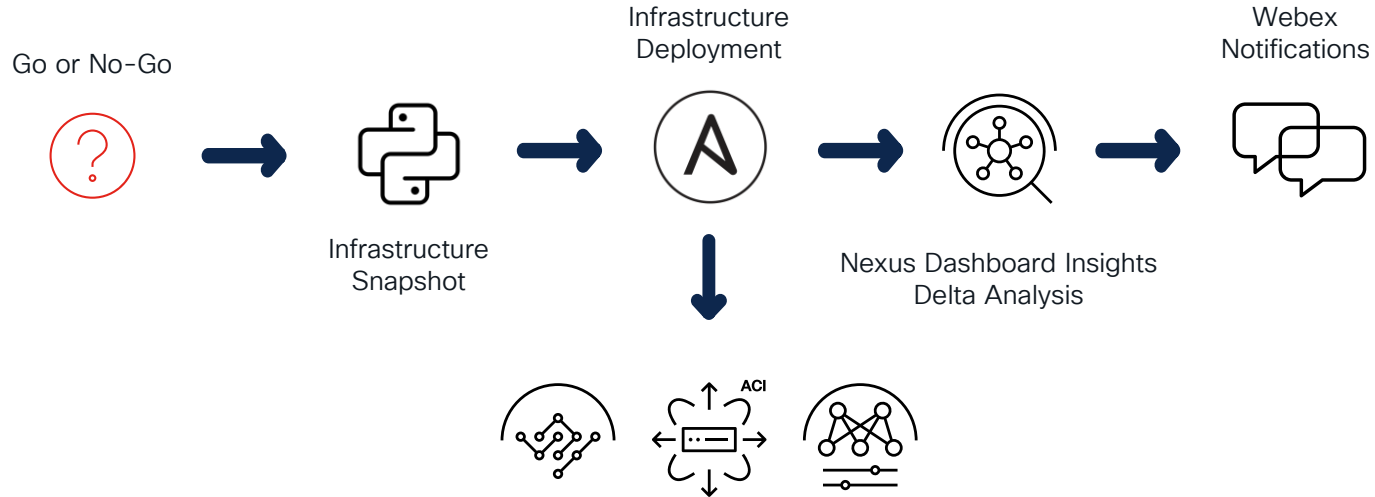 Go or No-Go
Infrastructure
Snapshot
Infrastructure
Deployment
Nexus Dashboard Insights
Delta Analysis
Webex
Notifications
ACI